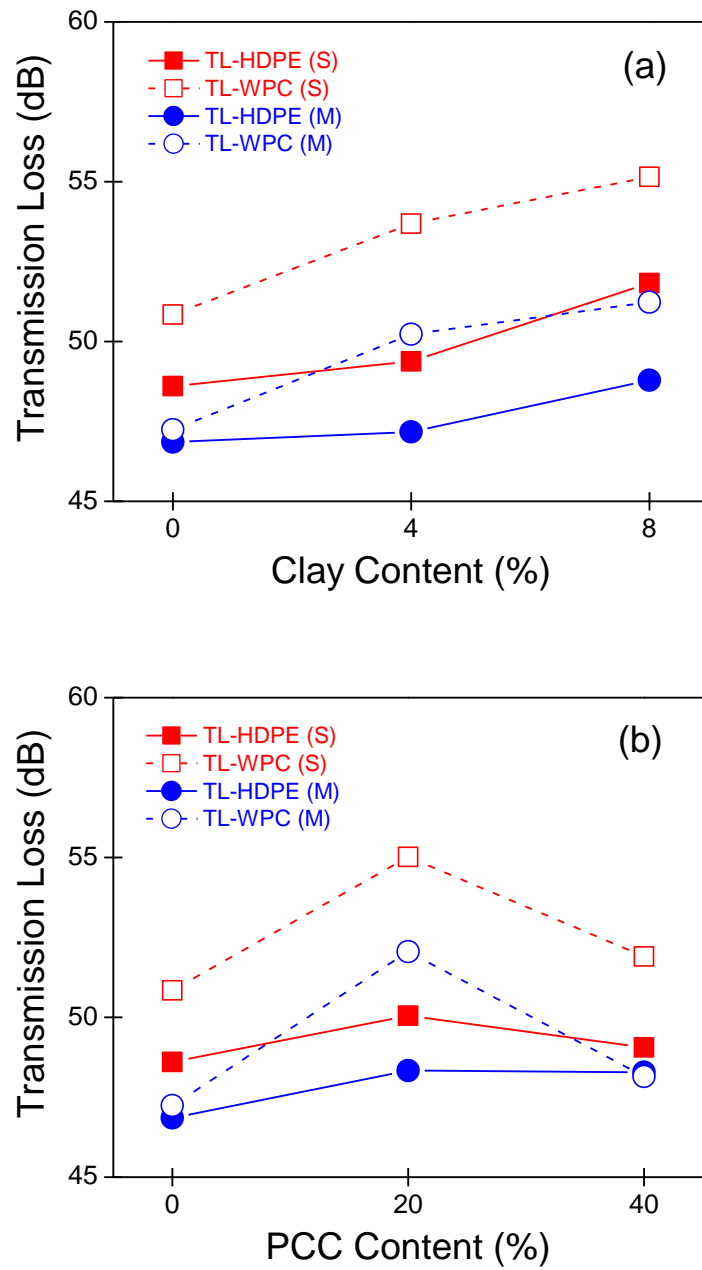 60
TL-HDPE (S)
TL-WPC (S)
TL-HDPE (M)
TL-WPC (M)
(a)
55
50
45
Transmission Loss (dB)
0
4
8
Clay Content (%)
60
TL-HDPE (S)
TL-WPC (S)
TL-HDPE (M)
TL-WPC (M)
(b)
55
50
45
Transmission Loss (dB)
0
20
40
PCC Content (%)